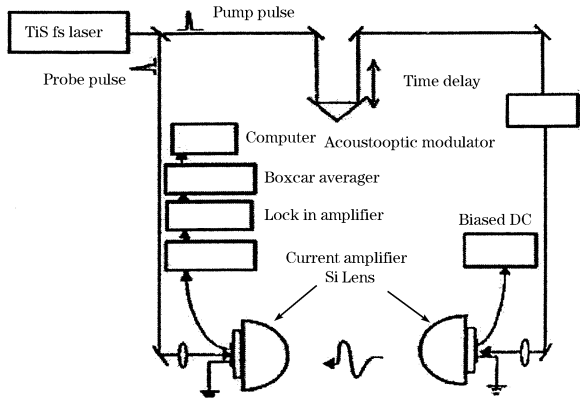 TiS fs laser
Pump pulse
Probe pulse
Time delay
Computer
Acoustooptic modulator
Boxcar averager
Lock in amplifier
Biased DC
Current amplifier
Si Lens